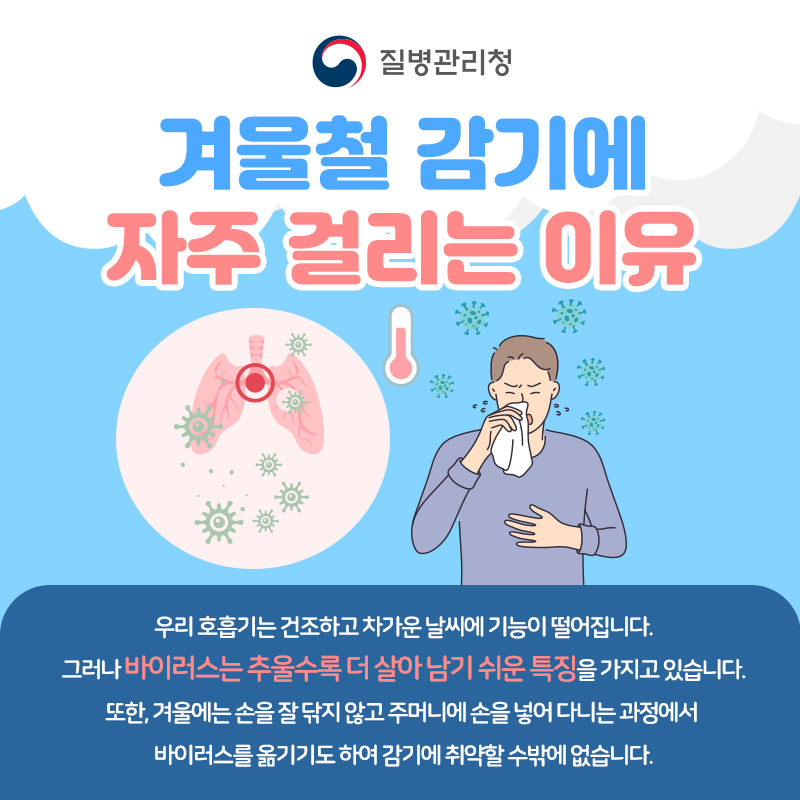 질병관리청
겨울철 감기에
자주 걸리는 이유
우리 호흡기는 건조하고 차가운 날씨에 기능이 떨어집니다.
그러나 바이러스는 추울수록 더 살아 남기 쉬운 특징을 가지고 있습니다.
또한, 겨울에는 손을 잘 닦지 않고 주머니에 손을 넣어 다니는 과정에서
바이러스를 옮기기도 하여 감기에 취약할 수밖에 없습니다.